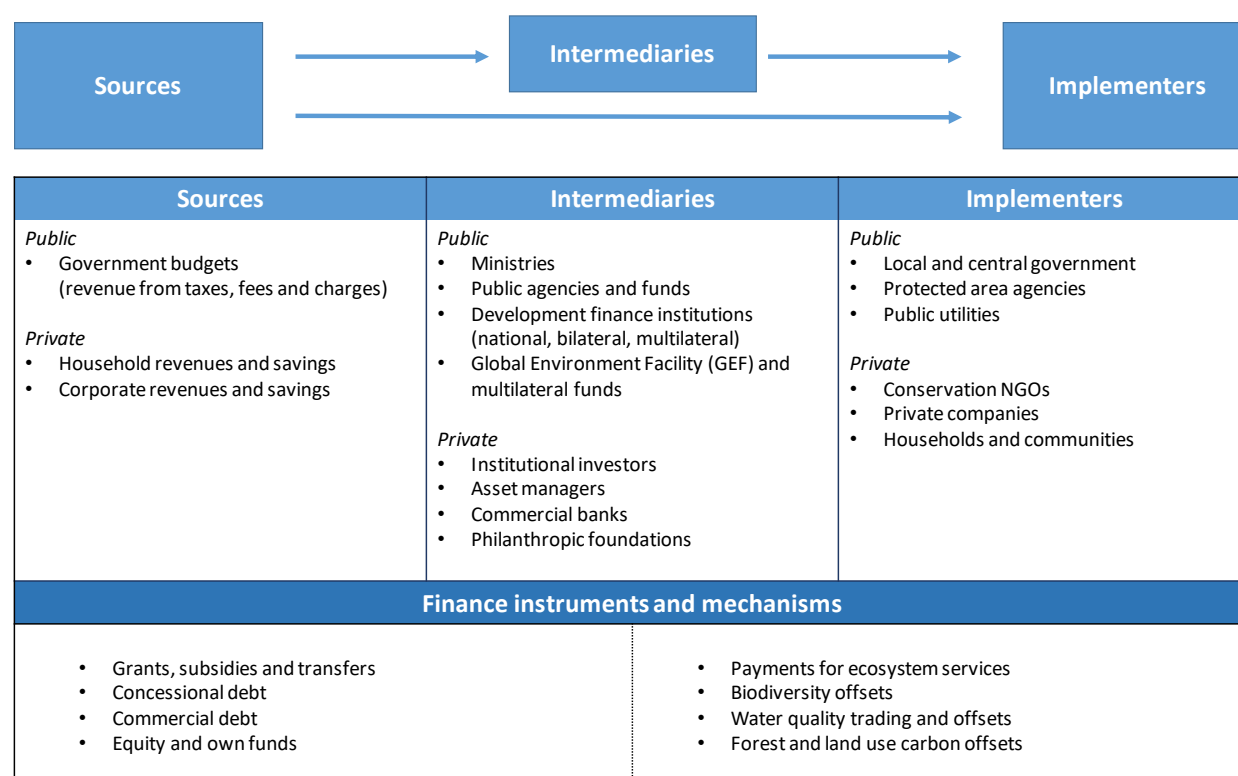 Sources
Intermediaries
Implementers
Sources
Public
• Government budgets
(revenue from taxes, fees and charges)
Private
• Household revenues and savings
• Corporate revenues and savings
Intermediaries
Public
• Ministries
• Public agencies and funds
• Development finance institutions
(national, bilateral, multilateral)
• Global Environment Facility (GEF) and
multilateral funds
Private
• Institutional investors
• Asset managers
• Commercial banks
• Philanthropic foundations
Implementers
Public
• Local and central government
• Protected area agencies
• Public utilities
Private
• Conservation NGOs
• Private companies
• Households and communities
Finance instruments and mechanisms
• Grants, subsidies and transfers
• Concessional debt
• Commercial debt
• Equity and own funds
• Payments for ecosystem services
• Biodiversity offsets
• Water quality trading and offsets
• Forest and land use carbon offsets